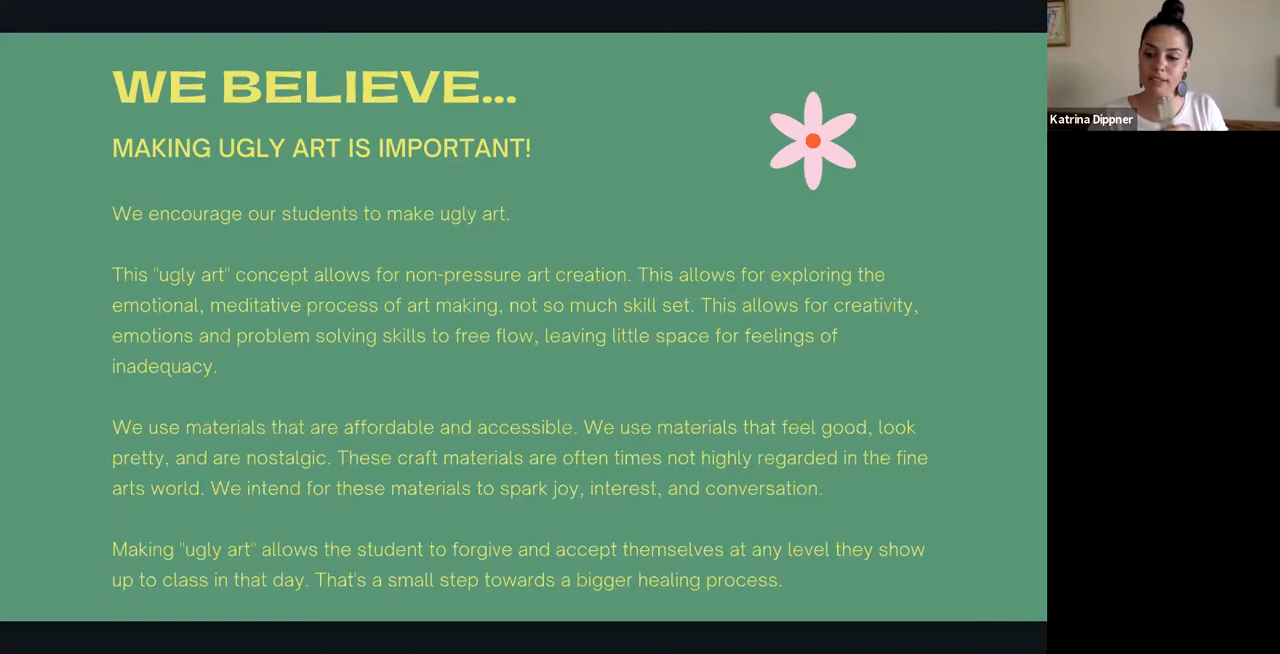 WE BELIEVE...
MAKING UGLY ART IS IMPORTANT!
We encourage our students to make ugly art.
This "ugly art" concept allows for non-pressure art creation. This allows for exploring the
emotional, meditative process of art making, not so much skill set. This allows for creativity,
emotions and problem solving skills to free flow, leaving little space for feelings of
inadequacy.
We use materials that are affordable and accessible. We use materials that feel good, look
pretty, and are nostalgic. These craft materials are often times not highly regarded in the fine
arts world. We intend for these materials to spark joy, interest, and conversation.
Making "ugly art" allows the student to forgive and accept themselves at any level they show
up to class in that day. That's a small step towards a bigger healing process.
Katrina Dippner